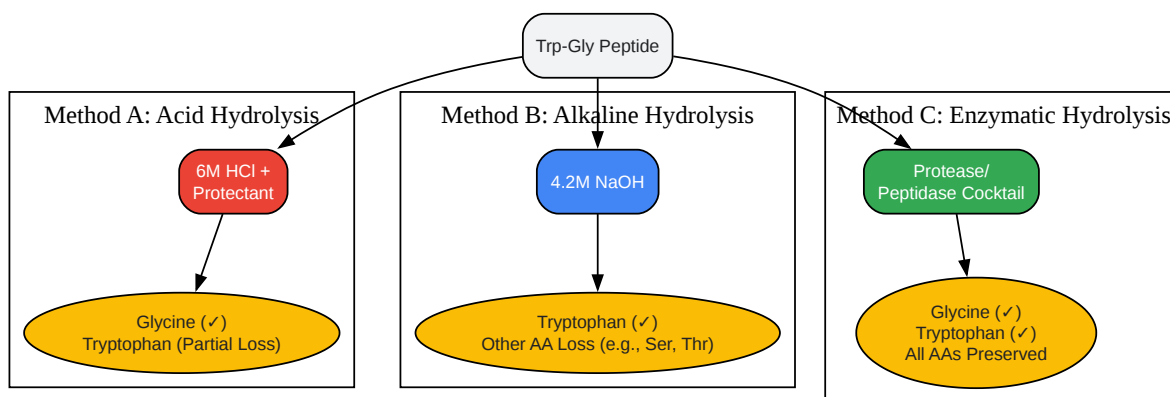 Trp-Gly Peptide
Method A: Acid Hydrolysis
Method B: Alkaline Hydrolysis
Method C: Enzymatic Hydrolysis
6M HCl +
Protectant
4.2M NaOH
Protease/
Peptidase Cocktail
Glycine (✓)
Tryptophan (Partial Loss)
Tryptophan (✓)
Other AA Loss (e.g., Ser, Thr)
Glycine (✓)
Tryptophan (✓)
All AAs Preserved